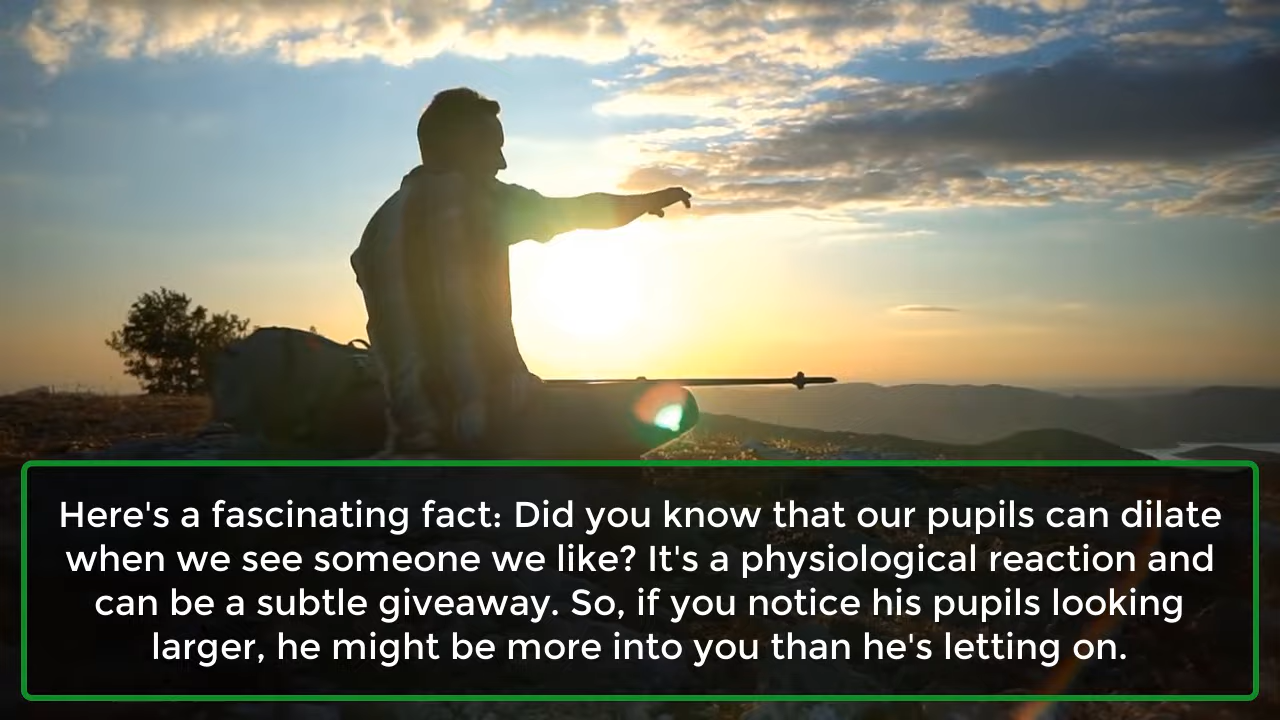 Here's a fascinating fact: Did you know that our pupils can dilate
when we see someone we like? It's a physiological reaction and
can be a subtle giveaway. So, if you notice his pupils looking
larger, he might be more into you than he's letting on.